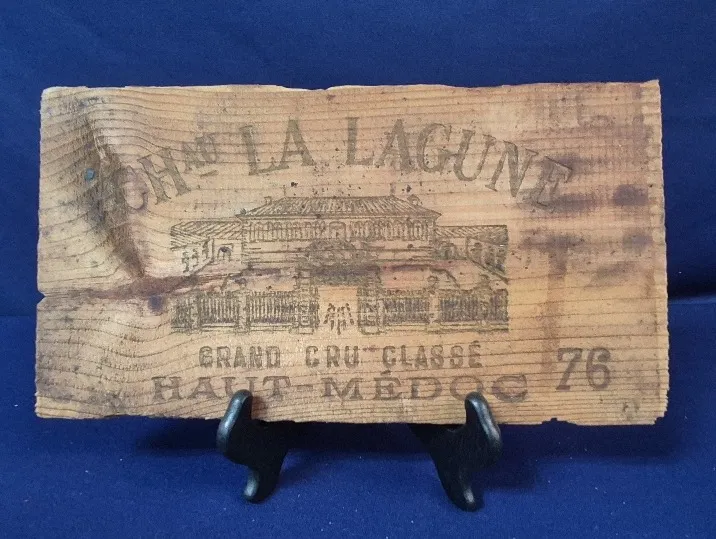 CHAU LA LAGUNE
GRAND CRU CLASSÉ
HAUT-MÉDOC 76